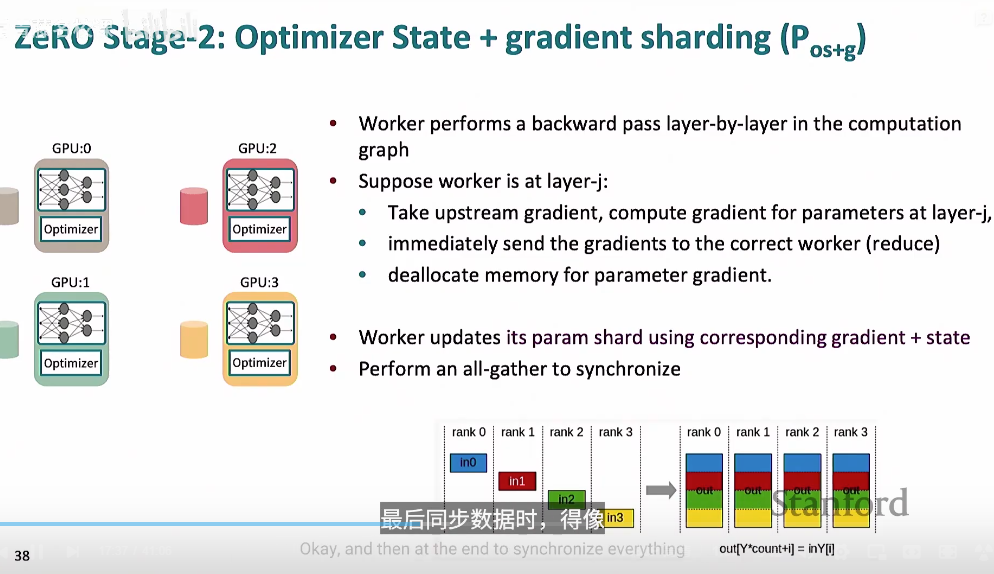 ZeRO Stage-2: Optimizer State + gradient sharding (Pos+g)
• Worker performs a backward pass layer-by-layer in the computation
graph
• Suppose worker is at layer-j:
• Take upstream gradient, compute gradient for parameters at layer-j,
• immediately send the gradients to the correct worker (reduce)
• deallocate memory for parameter gradient.
• Worker updates its param shard using corresponding gradient + state
• Perform an all-gather to synchronize
GPU:0
Optimizer
GPU:2
Optimizer
GPU:1
Optimizer
GPU:3
Optimizer
rank 0 rank 1 rank 2 rank 3
in0
in1
in2
in3
rank 0 rank 1 rank 2 rank 3
out out out out
Stanford
out[Y*count+i] = inY[i]
最后同步数据时，得像
Okay, and then at the end to synchronize everything
38